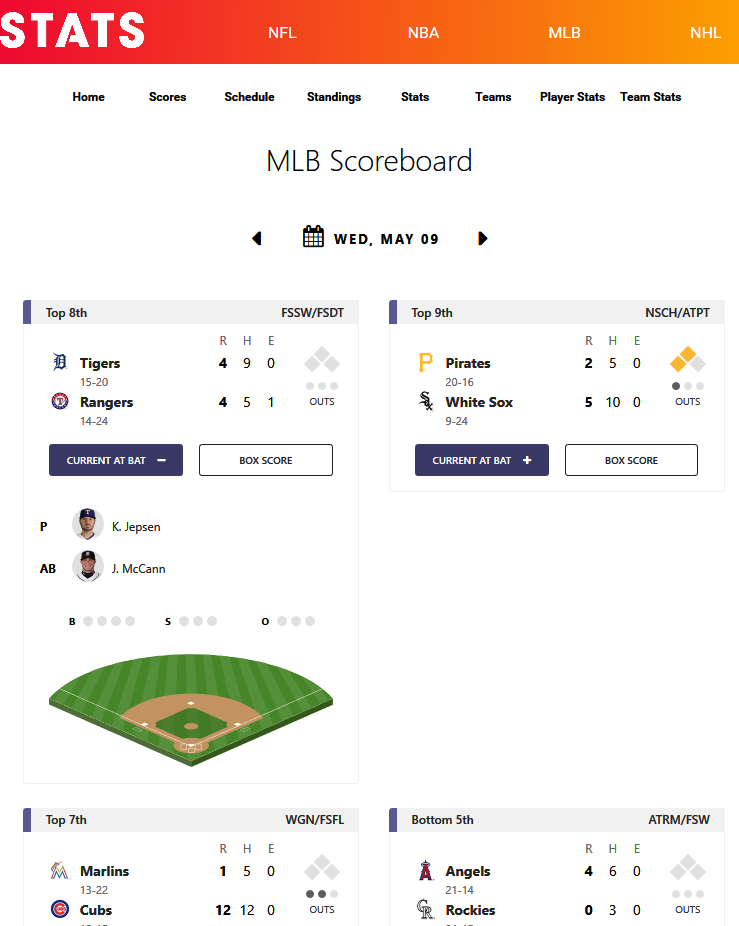 STATS NFL NBA MLB NHL
Home Scores Schedule Standings Stats Teams Player Stats Team Stats
MLB Scoreboard
WED, MAY 09
Top 8th FSSW/FSDT
R H E
Tigers 4 9 0
15-20
Rangers 4 5 1
OUTS
14-24
CURRENT AT BAT − BOX SCORE
P K. Jepsen
AB J. McCann
B S O
Top 9th NSCH/ATPT
R H E
Pirates 2 5 0
20-16
White Sox 5 10 0
OUTS
9-24
CURRENT AT BAT + BOX SCORE
Top 7th WGN/FSFL
R H E
Marlins 1 5 0
13-22
Cubs 12 12 0
OUTS
Bottom 5th ATRM/FSW
R H E
Angels 4 6 0
21-14
Rockies 0 3 0
OUTS